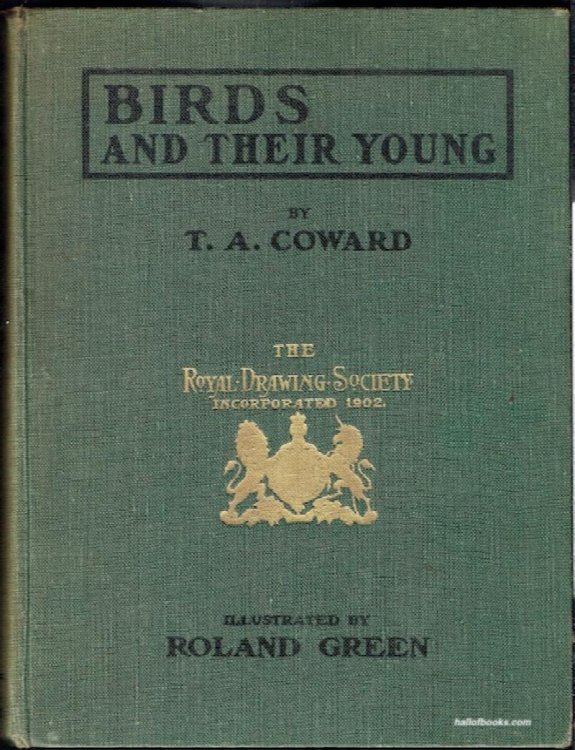 BIRDS
AND THEIR YOUNG
BY
T. A. COWARD
THE
ROYAL·DRAWING·SOCIETY
INCORPORATED 1902.
ILLUSTRATED BY
ROLAND GREEN
hallofbooks.com